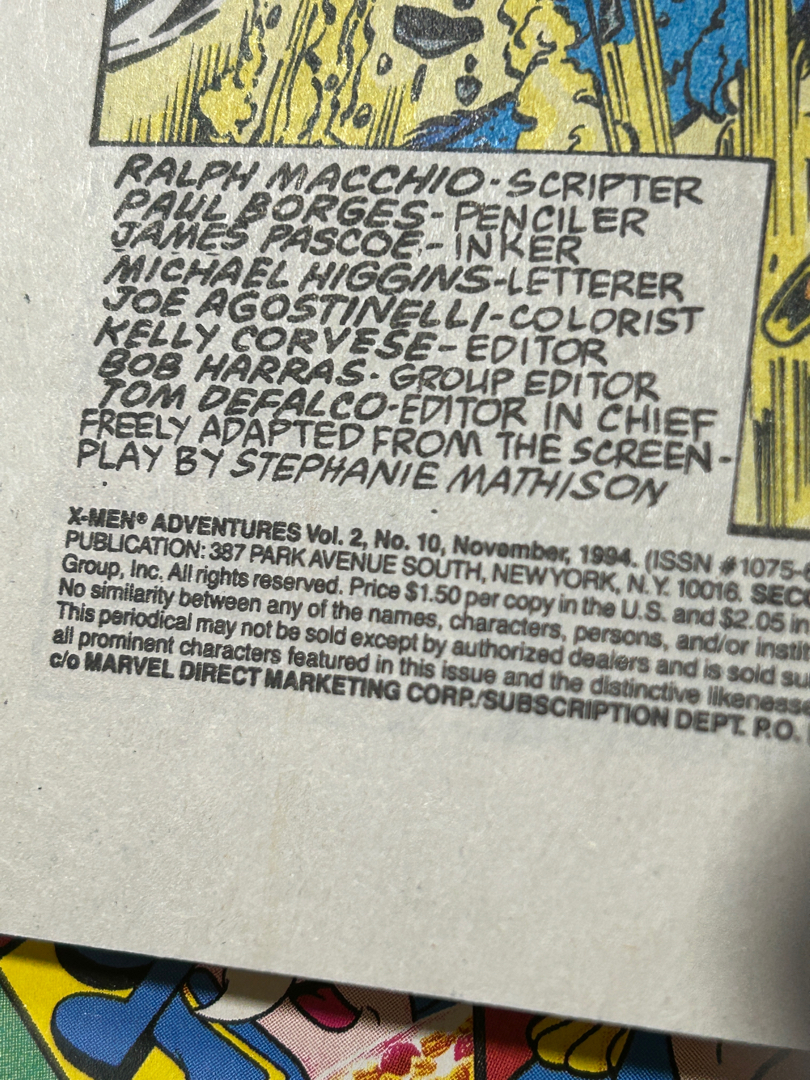 RALPH MACCHIO-SCRIPTER
PAUL BORGES-PENCILER
JAMES PASCOE-INKER
MICHAEL HIGGINS-LETTERER
JOE AGOSTINELLI-COLORIST
KELLY CORVESE-EDITOR
BOB HARRAS-GROUP EDITOR
TOM DEFALCO-EDITOR IN CHIEF
FREELY ADAPTED FROM THE SCREEN-
PLAY BY STEPHANIE MATHISON
X-MEN® ADVENTURES Vol. 2, No. 10, November, 1994. (ISSN #1075-
PUBLICATION: 387 PARK AVENUE SOUTH, NEW YORK, N.Y. 10016. SECO
Group, Inc. All rights reserved. Price $1.50 per copy in the U.S. and $2.05 in
No similarity between any of the names, characters, persons, and/or instit
This periodical may not be sold except by authorized dealers and is sold su
all prominent characters featured in this issue and the distinctive likenesse
c/o MARVEL DIRECT MARKETING CORP./SUBSCRIPTION DEPT. P.O.